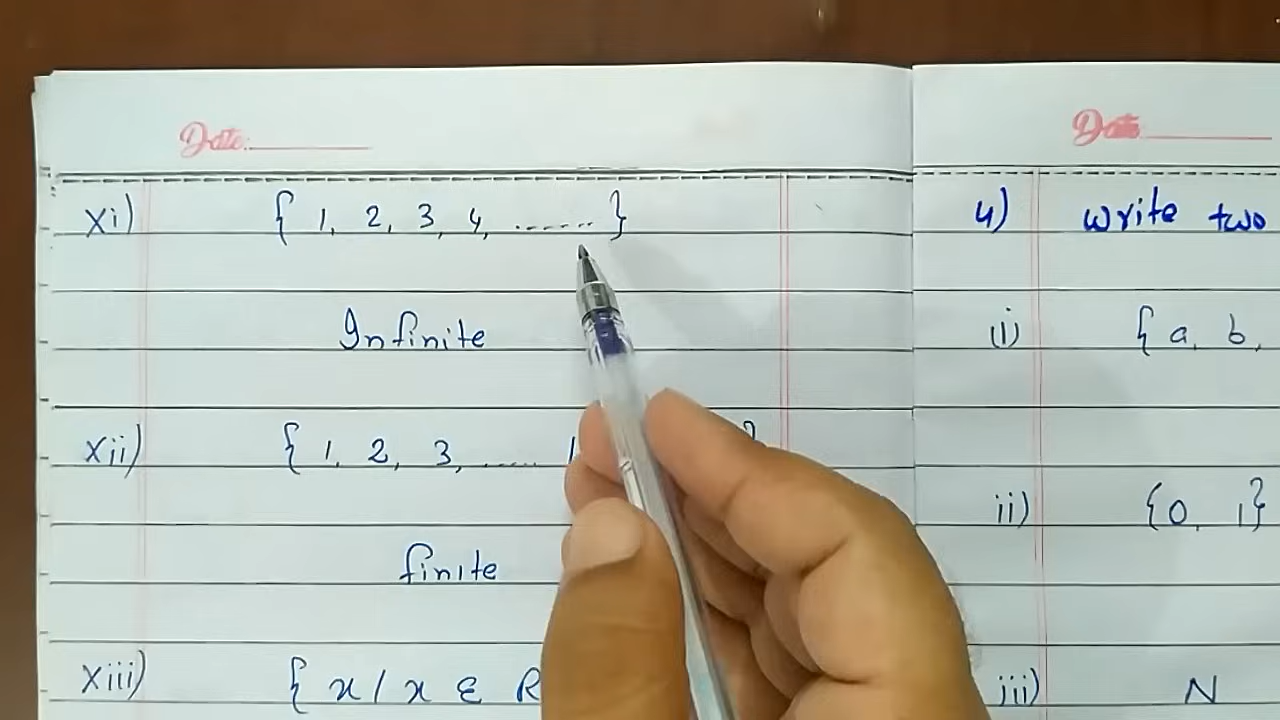 Date:
xi) { 1, 2, 3, 4, ...... }
Infinite
xii) { 1, 2, 3, ..... 1 }
finite
xiii) { x / x ε R
Date
4) write two
(i) { a, b,
ii) {0, 1}
iii) N